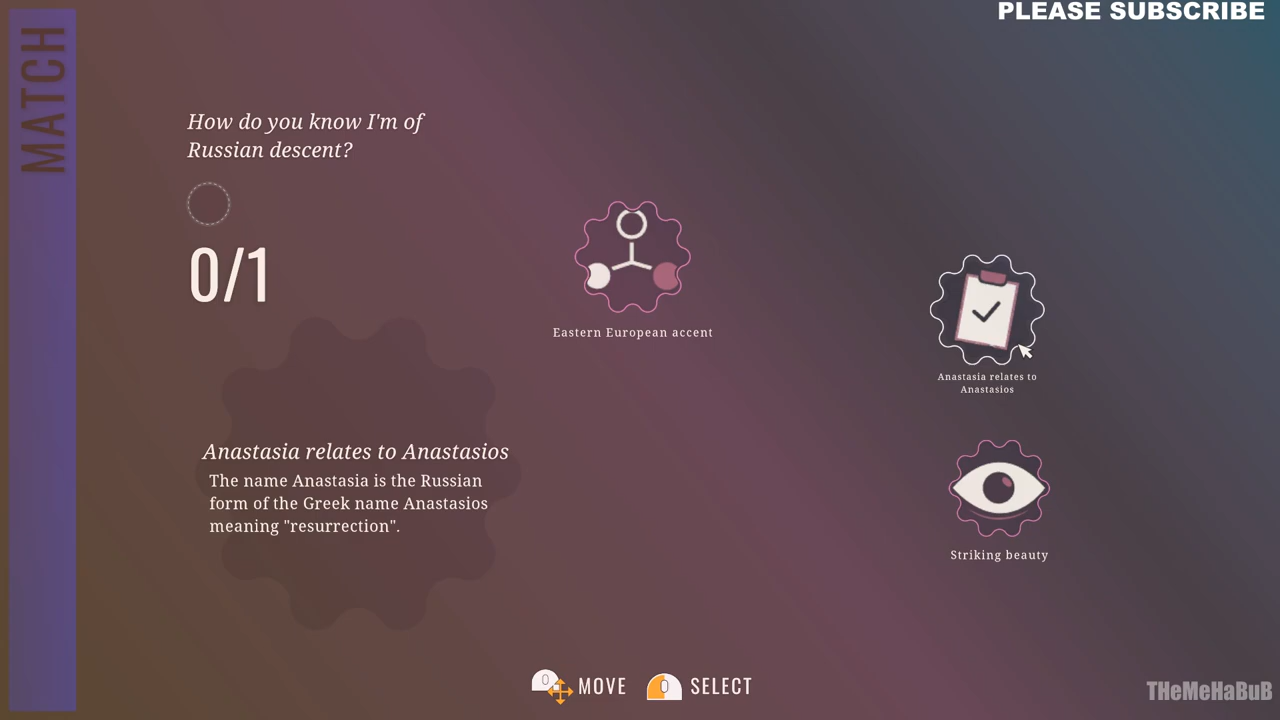 PLEASE SUBSCRIBE
MATCH
How do you know I'm of
Russian descent?
0/1
Eastern European accent
Anastasia relates to
Anastasios
Anastasia relates to Anastasios
The name Anastasia is the Russian
form of the Greek name Anastasios
meaning "resurrection".
Striking beauty
MOVE SELECT
THeMeHaBuB